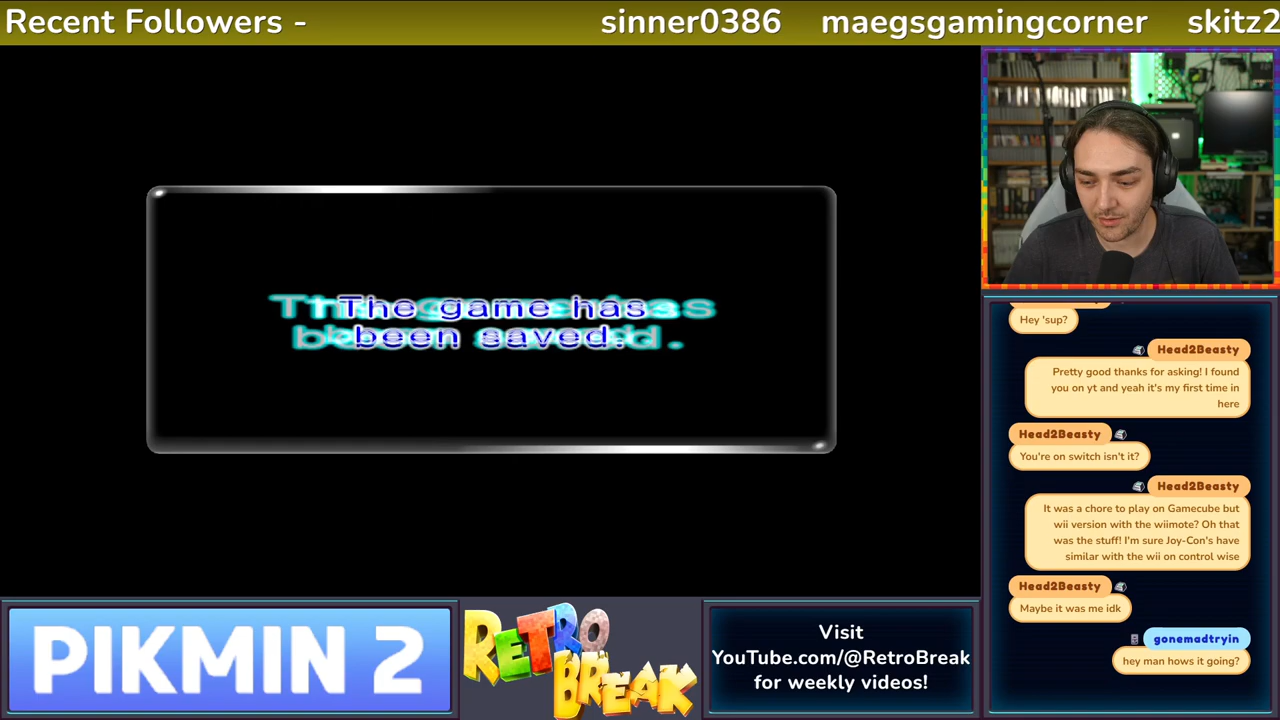 Recent Followers -
sinner0386 maegsgamingcorner skitz2
The game has
been saved.
Hey 'sup?
Head2Beasty
Pretty good thanks for asking! I found
you on yt and yeah it's my first time in
here
Head2Beasty
You're on switch isn't it?
Head2Beasty
It was a chore to play on Gamecube but
wii version with the wiimote? Oh that
was the stuff! I'm sure Joy-Con's have
similar with the wii on control wise
Head2Beasty
Maybe it was me idk
gonemadtryin
hey man hows it going?
PIKMIN 2
RETRO
BREAK
Visit
YouTube.com/@RetroBreak
for weekly videos!